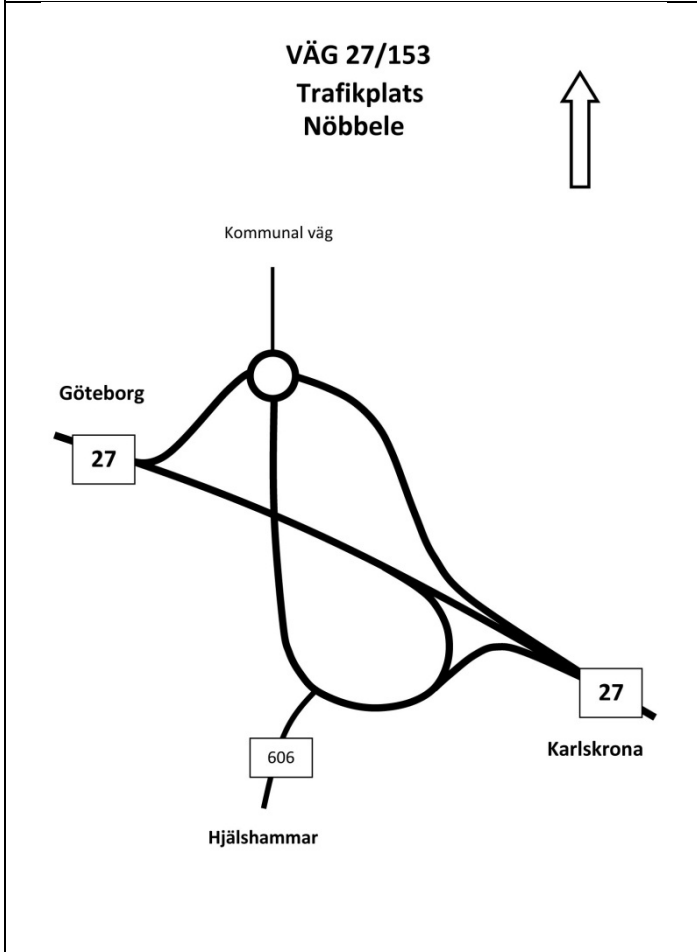 VÄG 27/153
Trafikplats
Nöbbele
Kommunal väg
Göteborg
27
27
Karlskrona
606
Hjälshammar